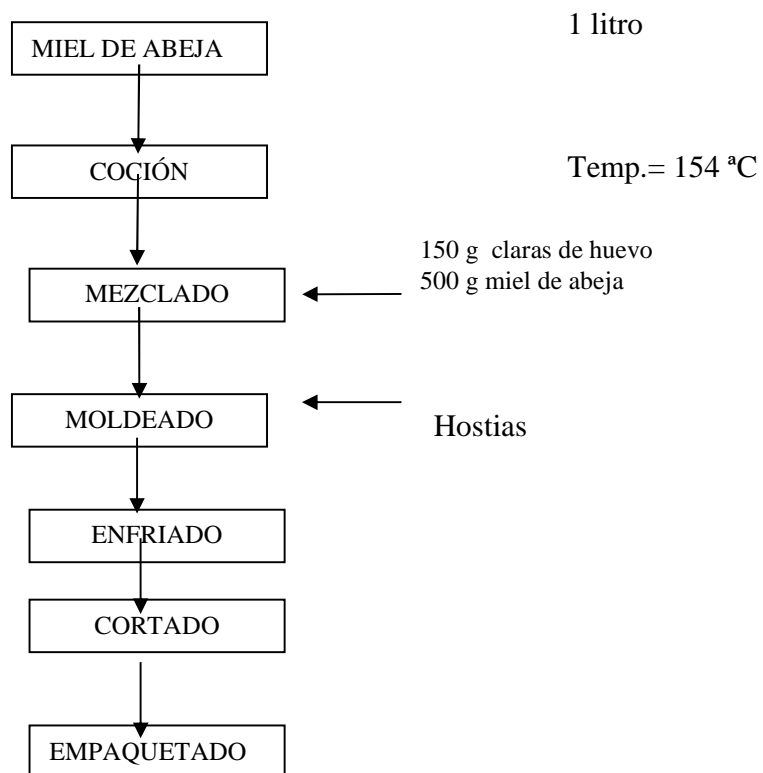 MIEL DE ABEJA
1 litro
COCIÓN
Temp.= 154 ªC
MEZCLADO
150 g claras de huevo
500 g miel de abeja
MOLDEADO
Hostias
ENFRIADO
CORTADO
EMPAQUETADO